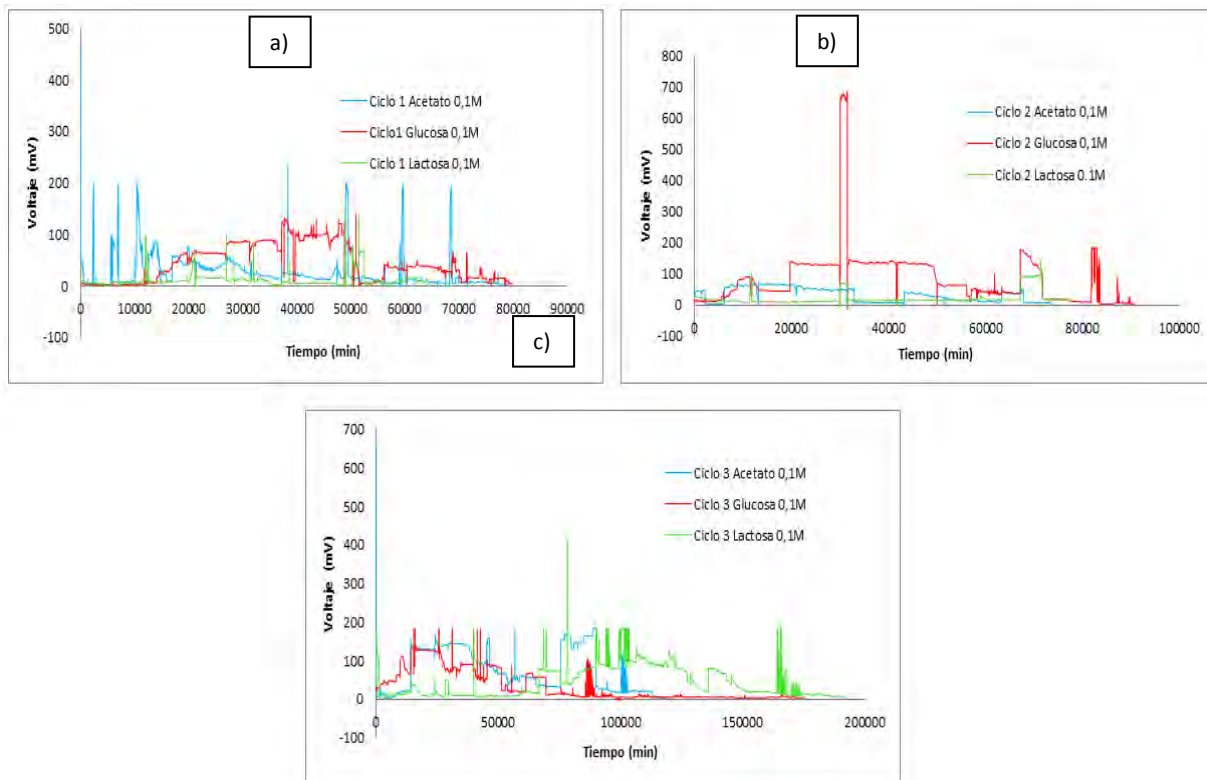 a)
500
400
300
200
100
0
-100
Voltaje (mV)
Ciclo 1 Acetato 0,1M
Ciclo1 Glucosa 0,1M
Ciclo 1 Lactosa 0,1M
0 10000 20000 30000 40000 50000 60000 70000 80000 90000
Tiempo (min)
b)
800
700
600
500
400
300
200
100
0
-100
Voltaje (mV)
Ciclo 2 Acetato 0,1M
Ciclo 2 Glucosa 0,1M
Ciclo 2 Lactosa 0.1M
0 20000 40000 60000 80000 100000
Tiempo (min)
c)
700
600
500
400
300
200
100
0
-100
Voltaje (mV)
Ciclo 3 Acetato 0,1M
Ciclo 3 Glucosa 0,1M
Ciclo 3 Lactosa 0,1M
0 50000 100000 150000 200000
Tiempo (min)